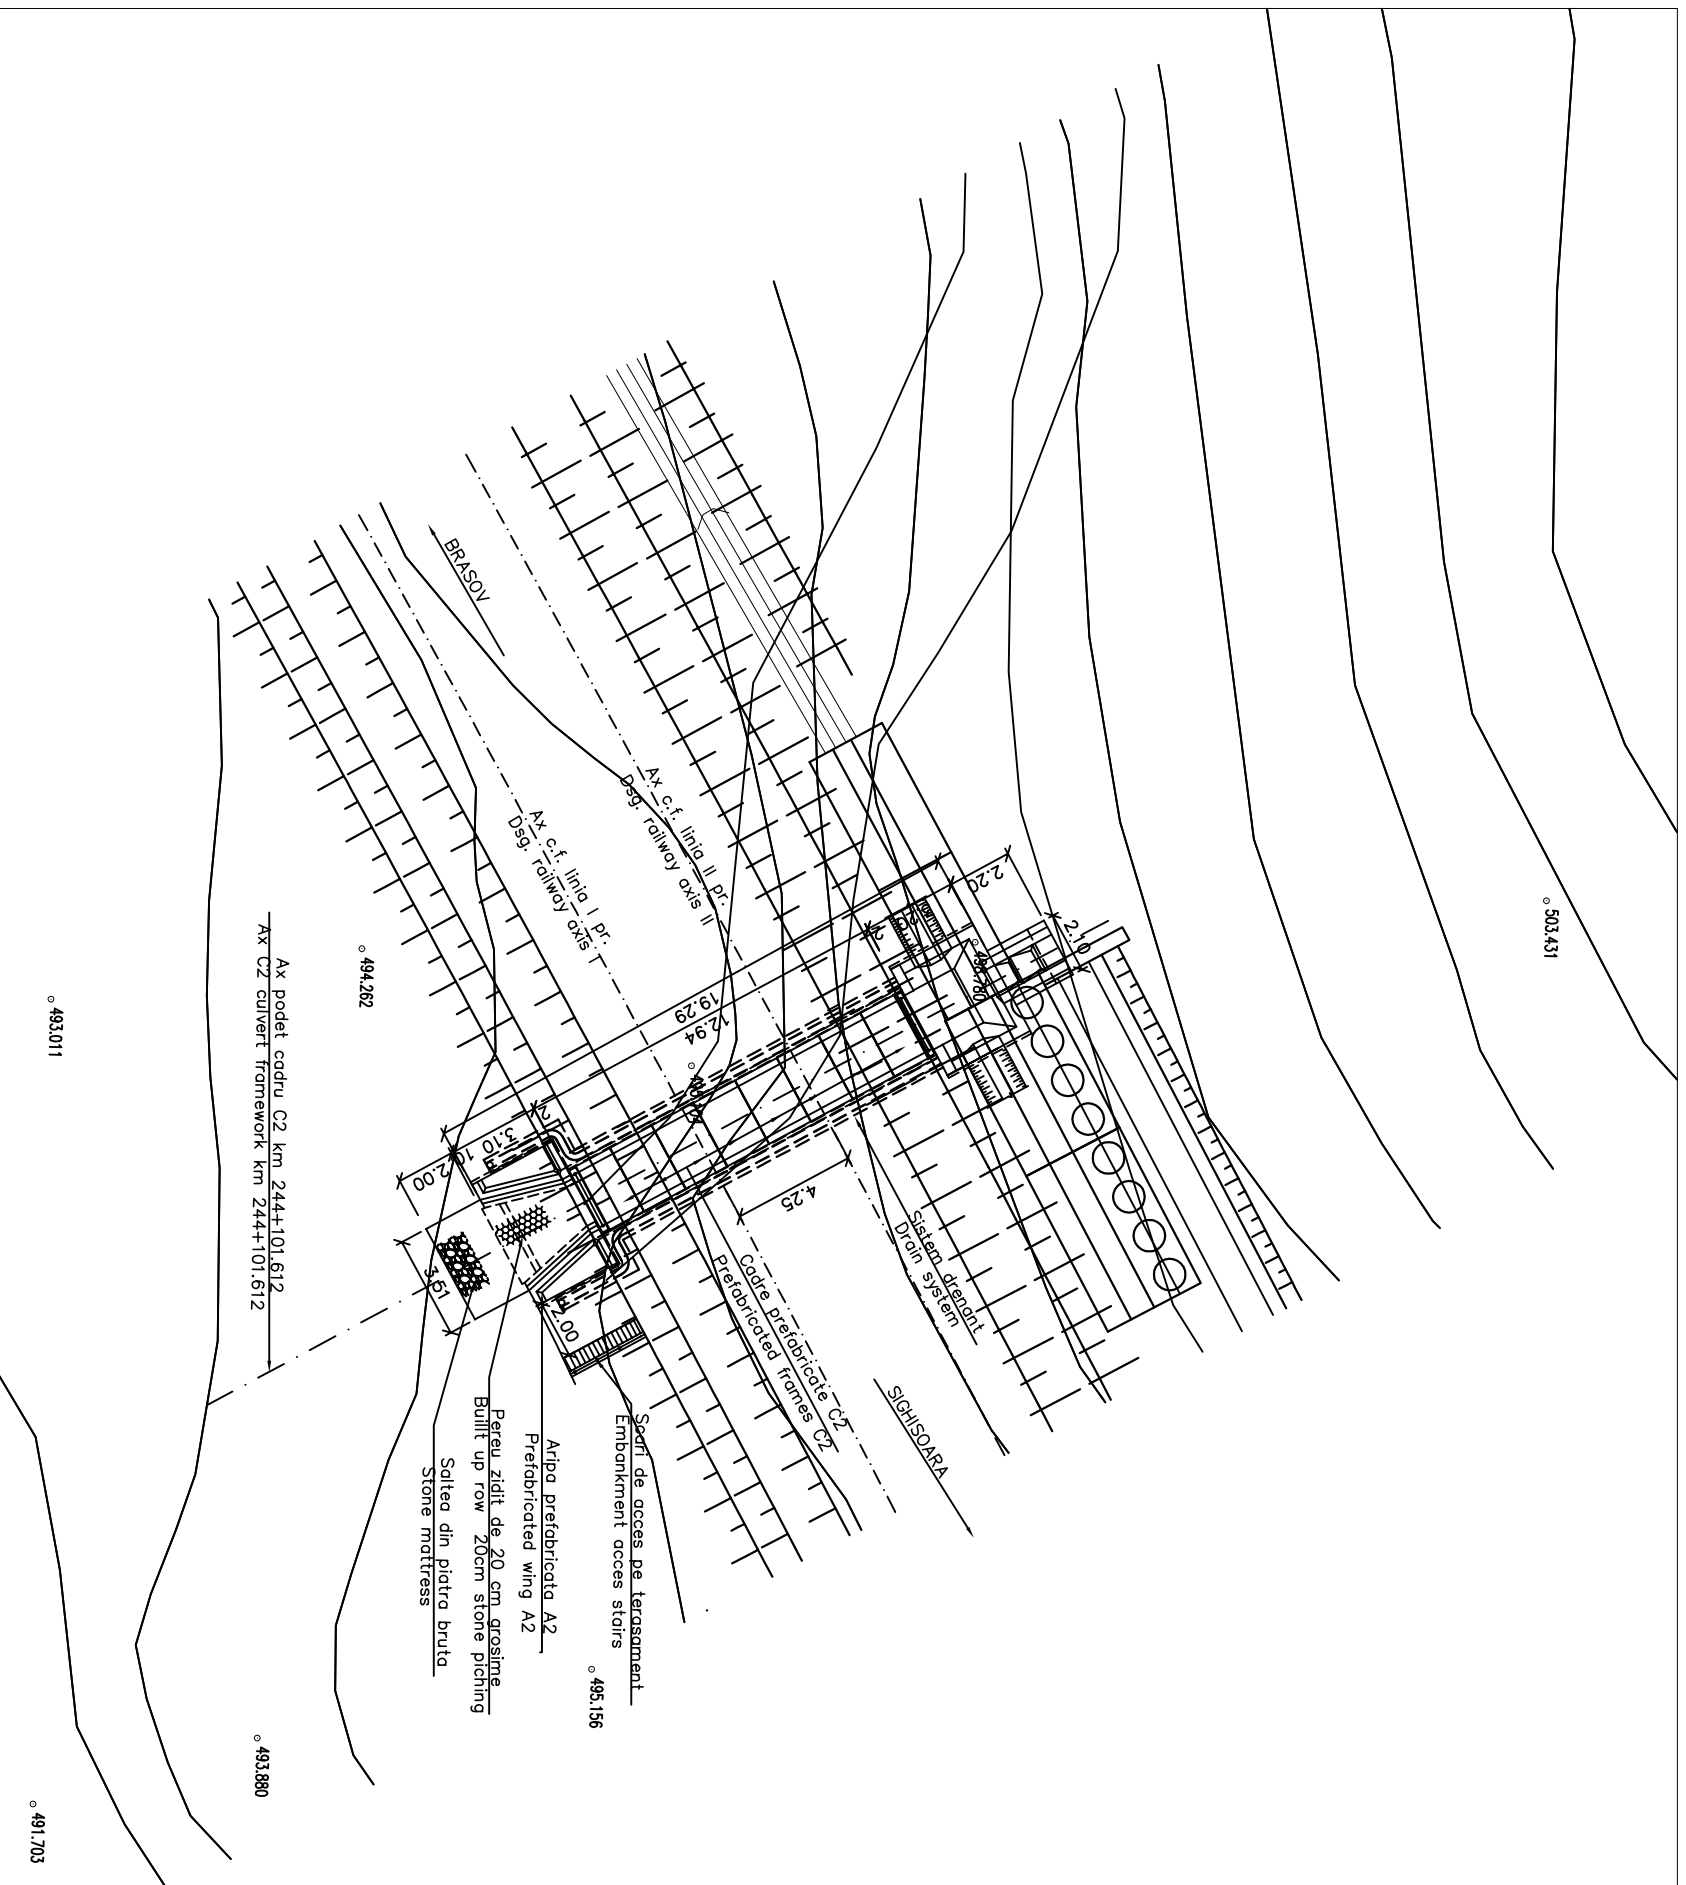 BRASOV
Ax c.f. linia II pr.
Dsg. railway axis II
Ax c.f. linia I pr.
Dsg. railway axis I
503.431
2.20
2.10
498.780
494.262
493.011
19.29
12.94
Ax podet cadru C2 km 244+101.612
Ax C2 culvert framework km 244+101.612
3.10
2.00
4.25
3.51
2.00
Sistem drenant
Drain system
Cadre prefabricate C2
Prefabricated frames C2
SIGHISOARA
Scari de acces pe terasament
Embankment acces stairs
Aripa prefabricata A2
Prefabricated wing A2
Pereu zidit de 20 cm grosime
Built up row 20cm stone piching
Saltea din piatra bruta
Stone mattress
495.156
493.880
491.703